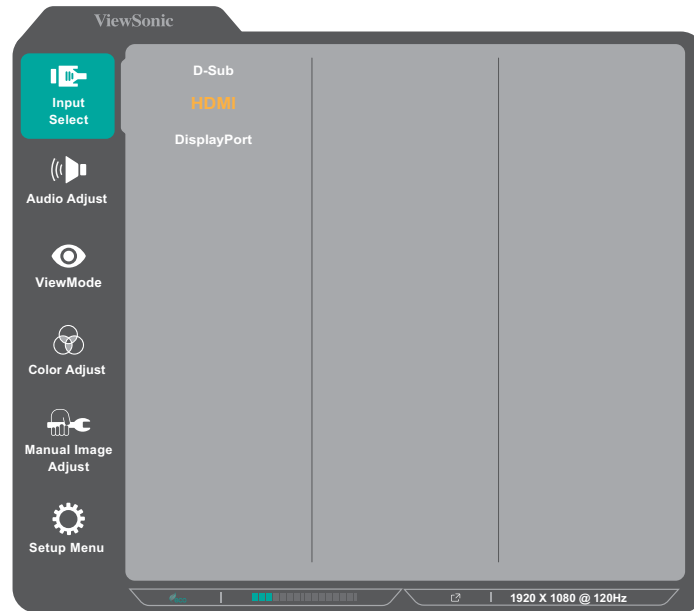 ViewSonic
Input
Select
D-Sub
HDMI
DisplayPort
Audio Adjust
ViewMode
Color Adjust
Manual Image
Adjust
Setup Menu
1920 X 1080 @ 120Hz